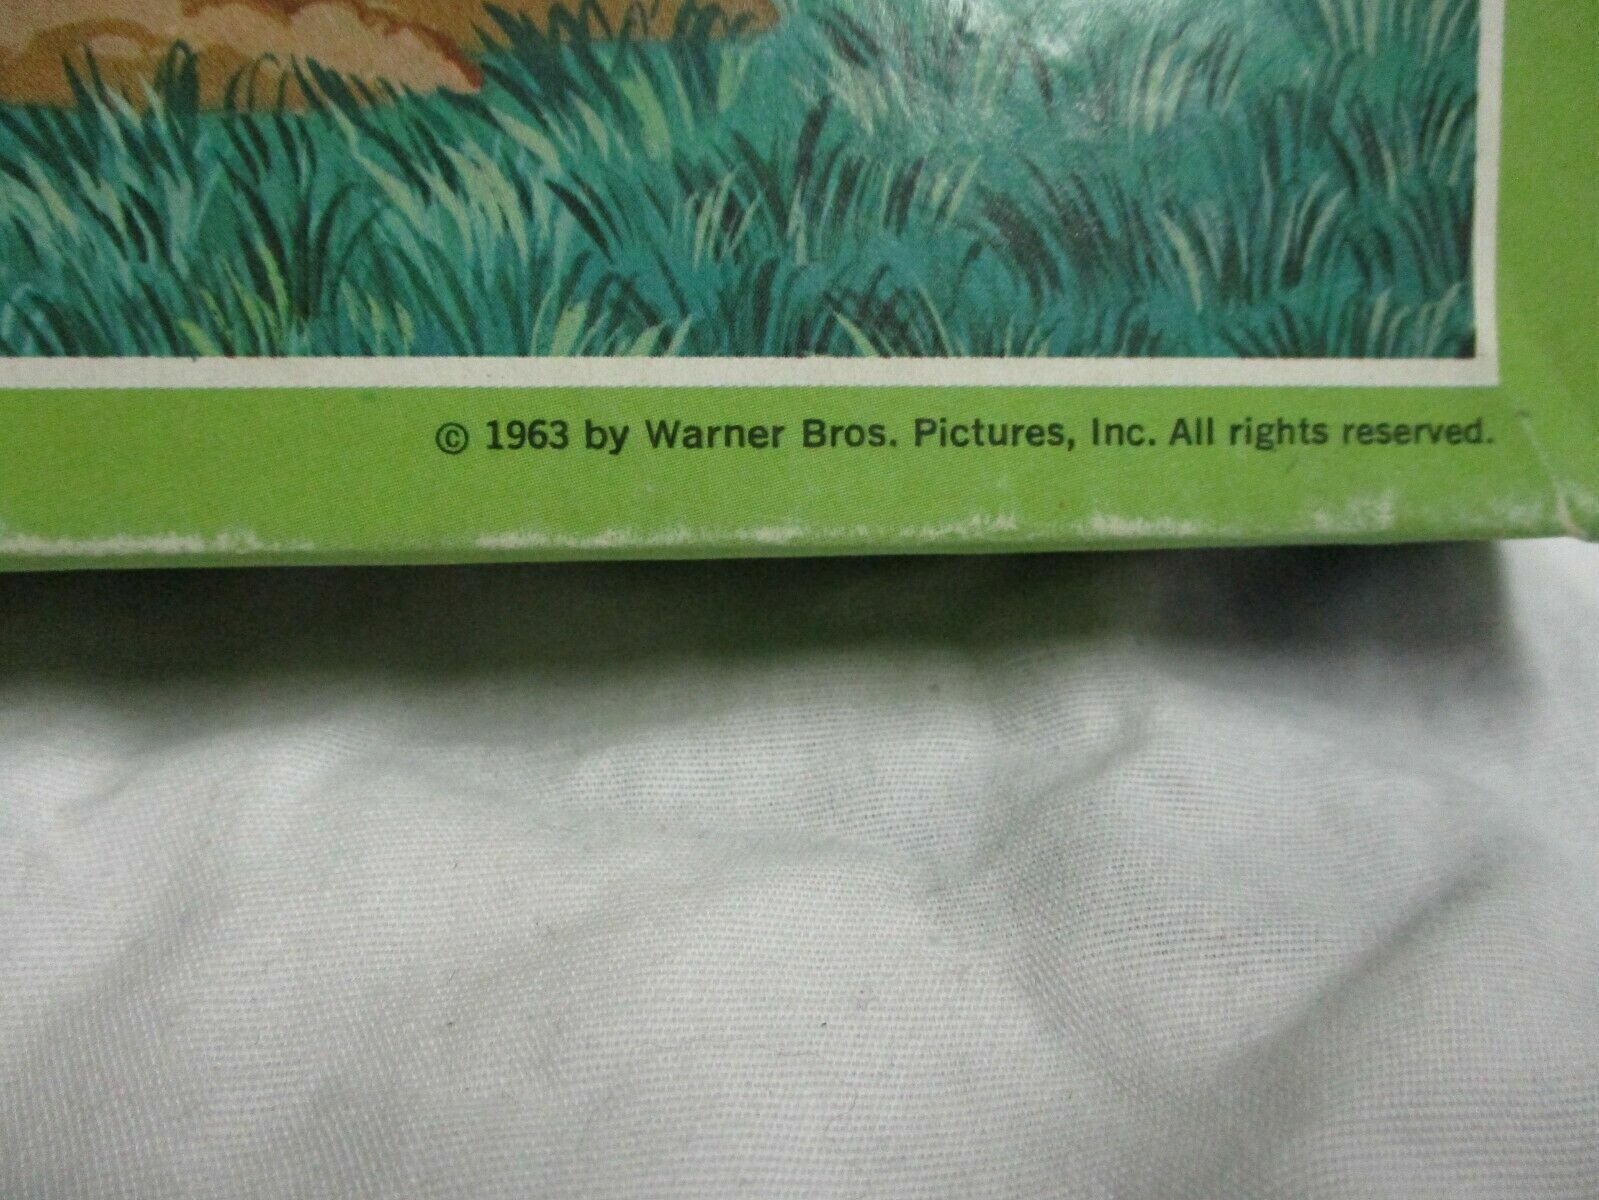 © 1963 by Warner Bros. Pictures, Inc. All rights reserved.